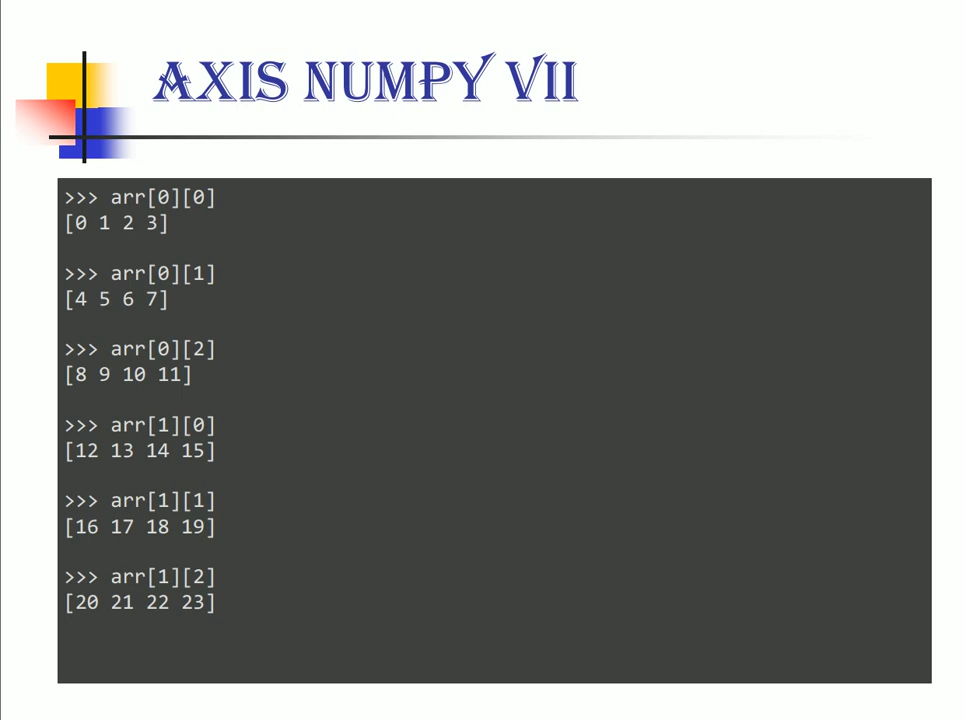 AXIS NUMPY VII
>>> arr[0][0]
[0 1 2 3]
>>> arr[0][1]
[4 5 6 7]
>>> arr[0][2]
[8 9 10 11]
>>> arr[1][0]
[12 13 14 15]
>>> arr[1][1]
[16 17 18 19]
>>> arr[1][2]
[20 21 22 23]